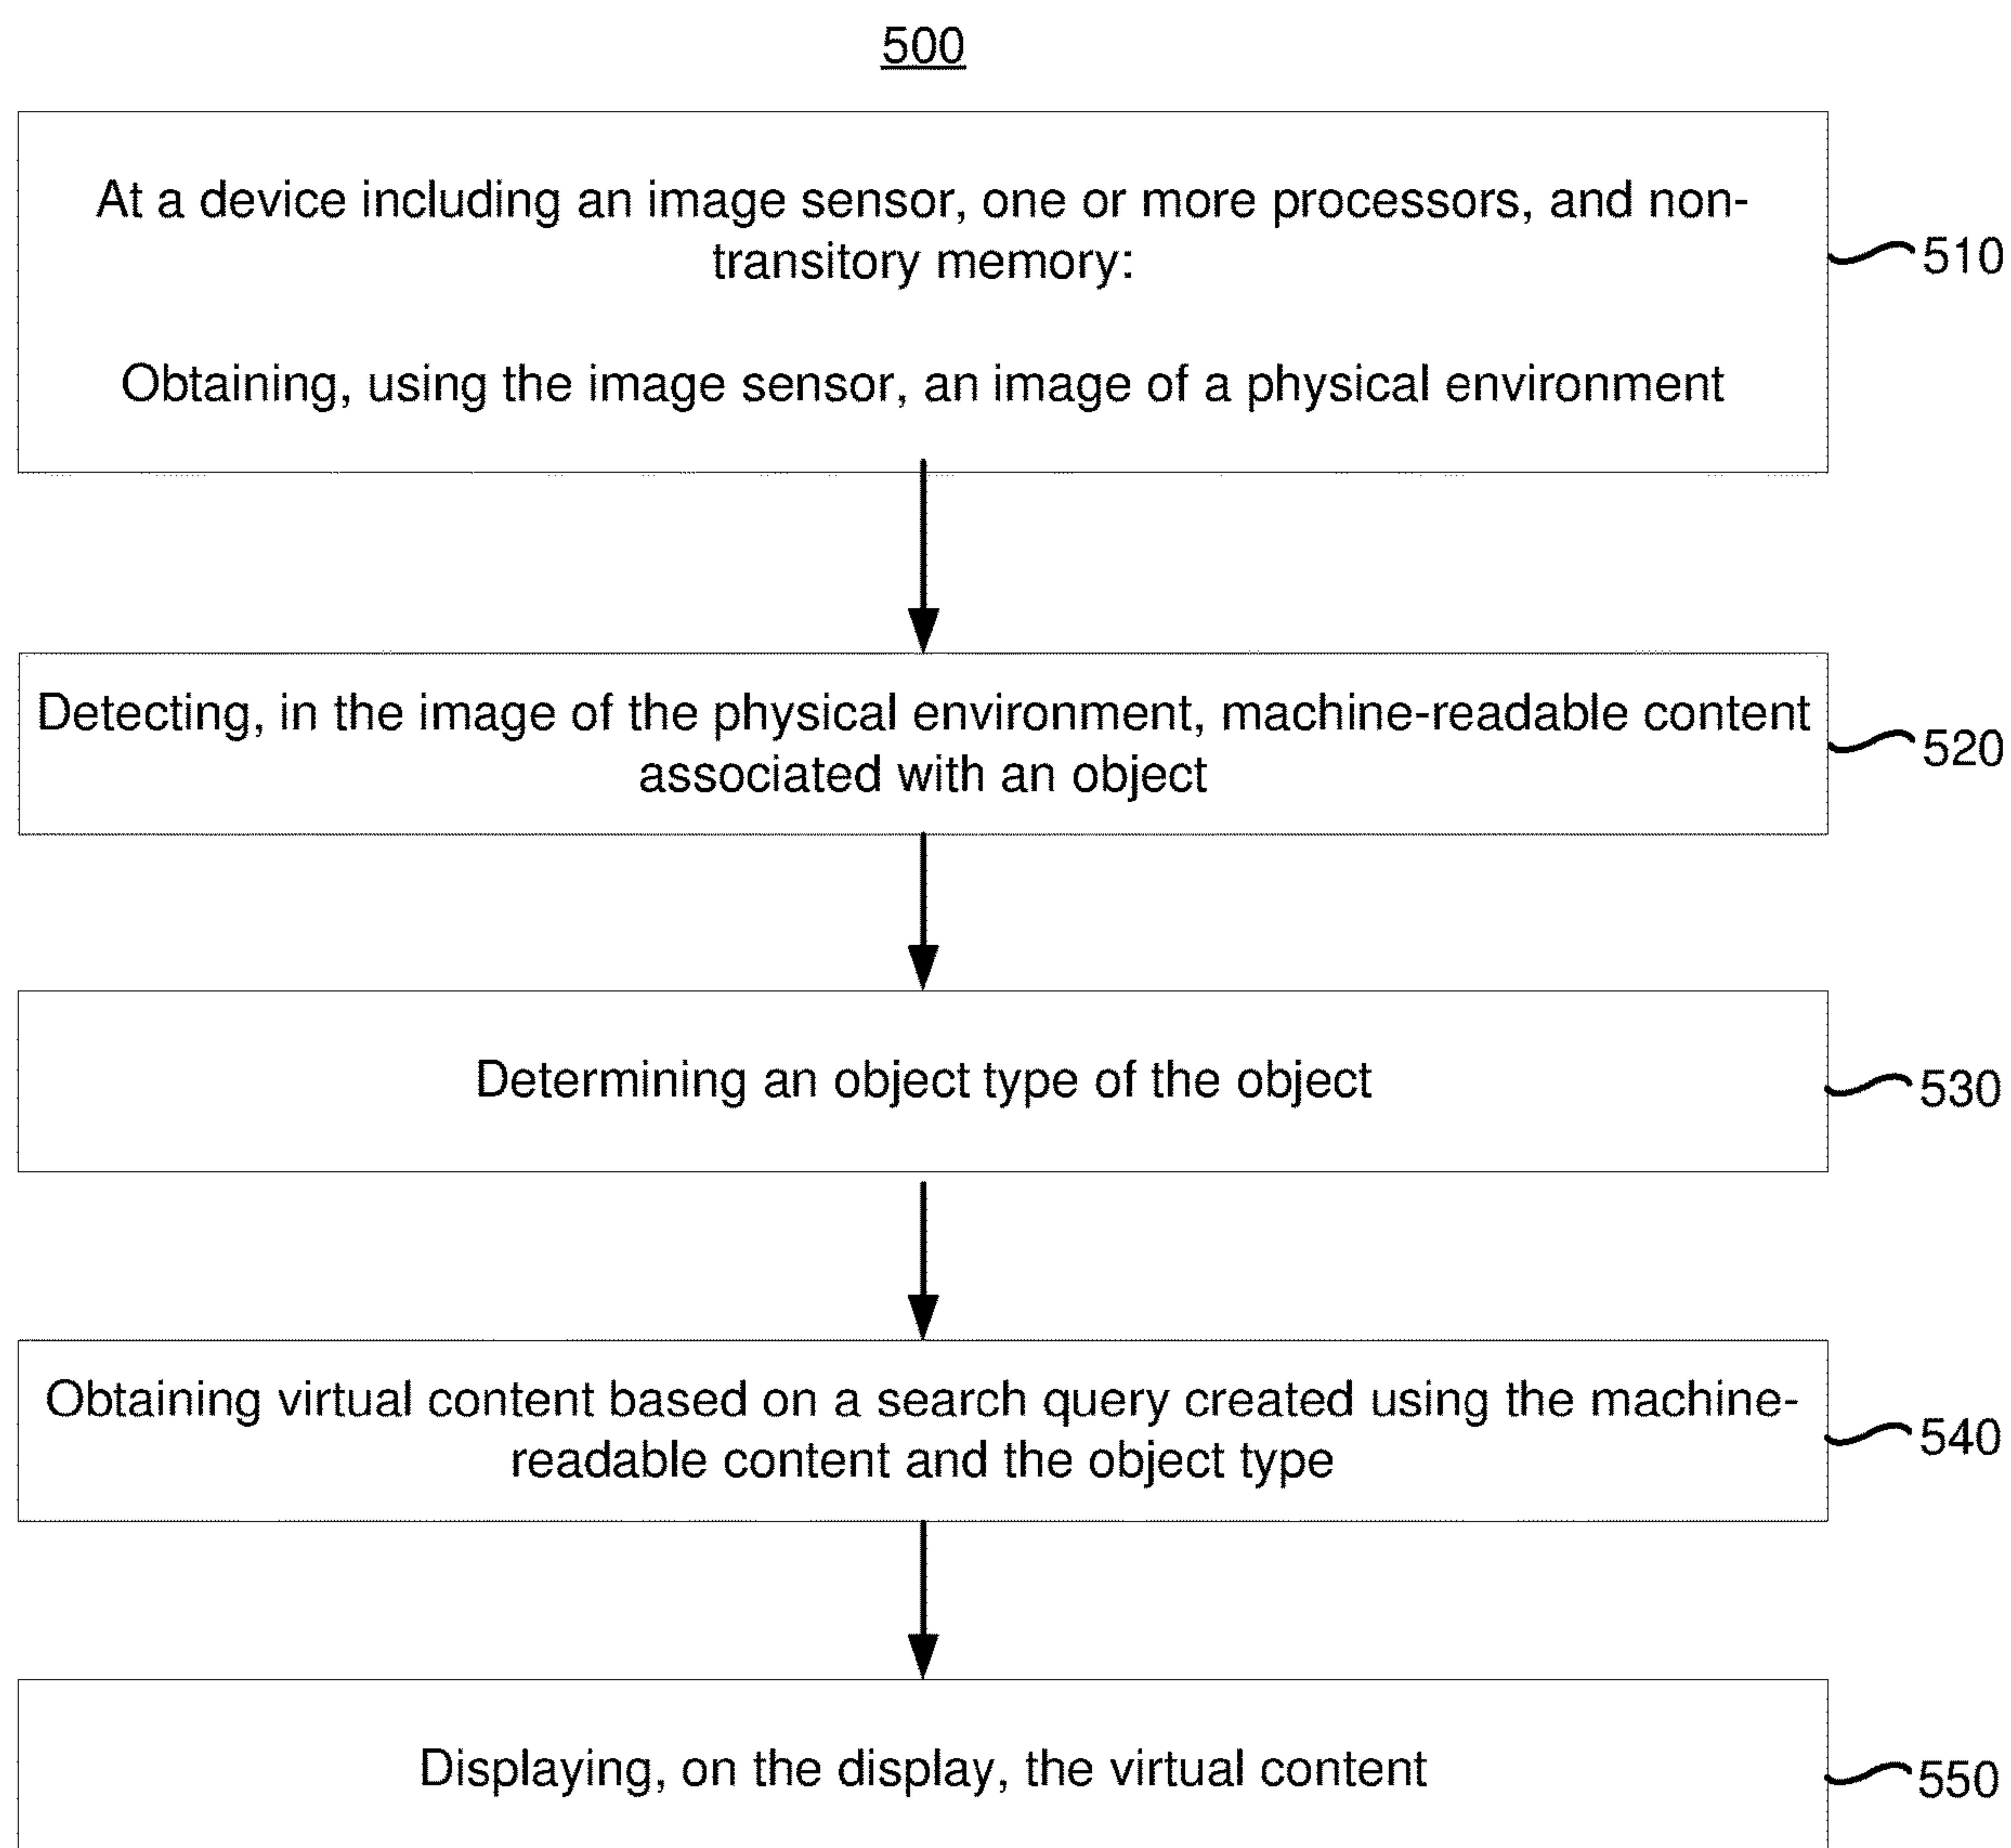 500
At a device including an image sensor, one or more processors, and non-
transitory memory:
Obtaining, using the image sensor, an image of a physical environment
510
Detecting, in the image of the physical environment, machine-readable content
associated with an object
520
Determining an object type of the object
530
Obtaining virtual content based on a search query created using the machine-
readable content and the object type
540
Displaying, on the display, the virtual content
550